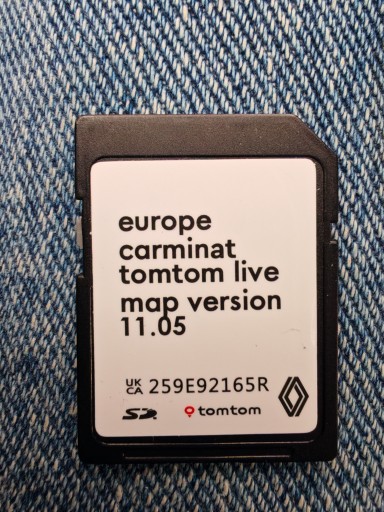 europe
carminat
tomtom live
map version
11.05
UK
CA 259E92165R
SD tomtom